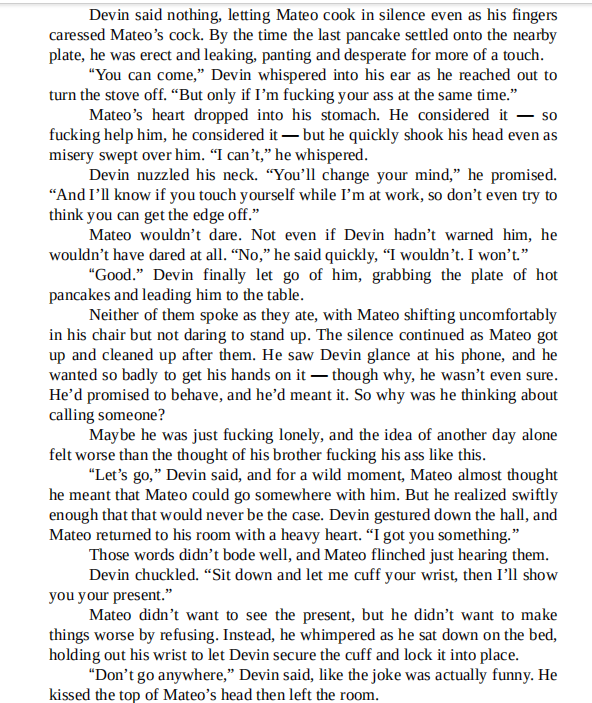 Devin said nothing, letting Mateo cook in silence even as his fingers
caressed Mateo’s cock. By the time the last pancake settled onto the nearby
plate, he was erect and leaking, panting and desperate for more of a touch.
“You can come,” Devin whispered into his ear as he reached out to
turn the stove off. “But only if I’m fucking your ass at the same time.”
Mateo’s heart dropped into his stomach. He considered it — so
fucking help him, he considered it — but he quickly shook his head even as
misery swept over him. “I can’t,” he whispered.
Devin nuzzled his neck. “You’ll change your mind,” he promised.
“And I’ll know if you touch yourself while I’m at work, so don’t even try to
think you can get the edge off.”
Mateo wouldn’t dare. Not even if Devin hadn’t warned him, he
wouldn’t have dared at all. “No,” he said quickly, “I wouldn’t. I won’t.”
“Good.” Devin finally let go of him, grabbing the plate of hot
pancakes and leading him to the table.
Neither of them spoke as they ate, with Mateo shifting uncomfortably
in his chair but not daring to stand up. The silence continued as Mateo got
up and cleaned up after them. He saw Devin glance at his phone, and he
wanted so badly to get his hands on it — though why, he wasn’t even sure.
He’d promised to behave, and he’d meant it. So why was he thinking about
calling someone?
Maybe he was just fucking lonely, and the idea of another day alone
felt worse than the thought of his brother fucking his ass like this.
“Let’s go,” Devin said, and for a wild moment, Mateo almost thought
he meant that Mateo could go somewhere with him. But he realized swiftly
enough that that would never be the case. Devin gestured down the hall, and
Mateo returned to his room with a heavy heart. “I got you something.”
Those words didn’t bode well, and Mateo flinched just hearing them.
Devin chuckled. “Sit down and let me cuff your wrist, then I’ll show
you your present.”
Mateo didn’t want to see the present, but he didn’t want to make
things worse by refusing. Instead, he whimpered as he sat down on the bed,
holding out his wrist to let Devin secure the cuff and lock it into place.
“Don’t go anywhere,” Devin said, like the joke was actually funny. He
kissed the top of Mateo’s head then left the room.